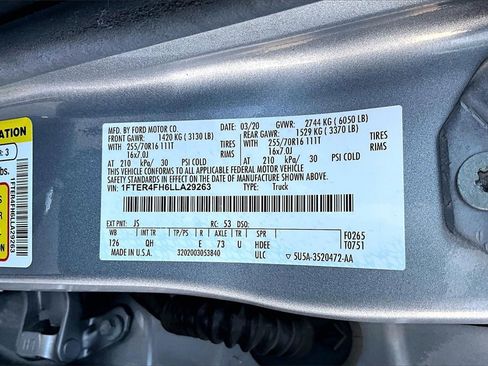 MFD. BY FORD MOTOR CO. 03/20 GVWR: 2744 KG ( 6050 LB)
FRONT GAWR: 1420 KG ( 3130 LB) REAR GAWR: 1529 KG ( 3370 LB)
WITH 255/70R16 111T TIRES WITH 255/70R16 111T TIRES
16x7.0J RIMS 16x7.0J RIMS
AT 210 kPa/ 30 PSI COLD AT 210 kPa/ 30 PSI COLD
THIS VEHICLE CONFORMS TO ALL APPLICABLE FEDERAL MOTOR VEHICLE
SAFETY STANDARDS IN EFFECT ON THE DATE OF MANUFACTURE SHOWN ABOVE.
VIN: 1FTER4FH6LLA29263 TYPE: Truck
EXT PNT: JS RC: 53 DSO: F0265
WB INT TR TP/PS R AXLE TR SPR T0751
126 QH E 73 U HDEE
MADE IN U.S.A. 3202003053840 ULC SU5A-3520472-AA
1FTER4FH6LLA29263